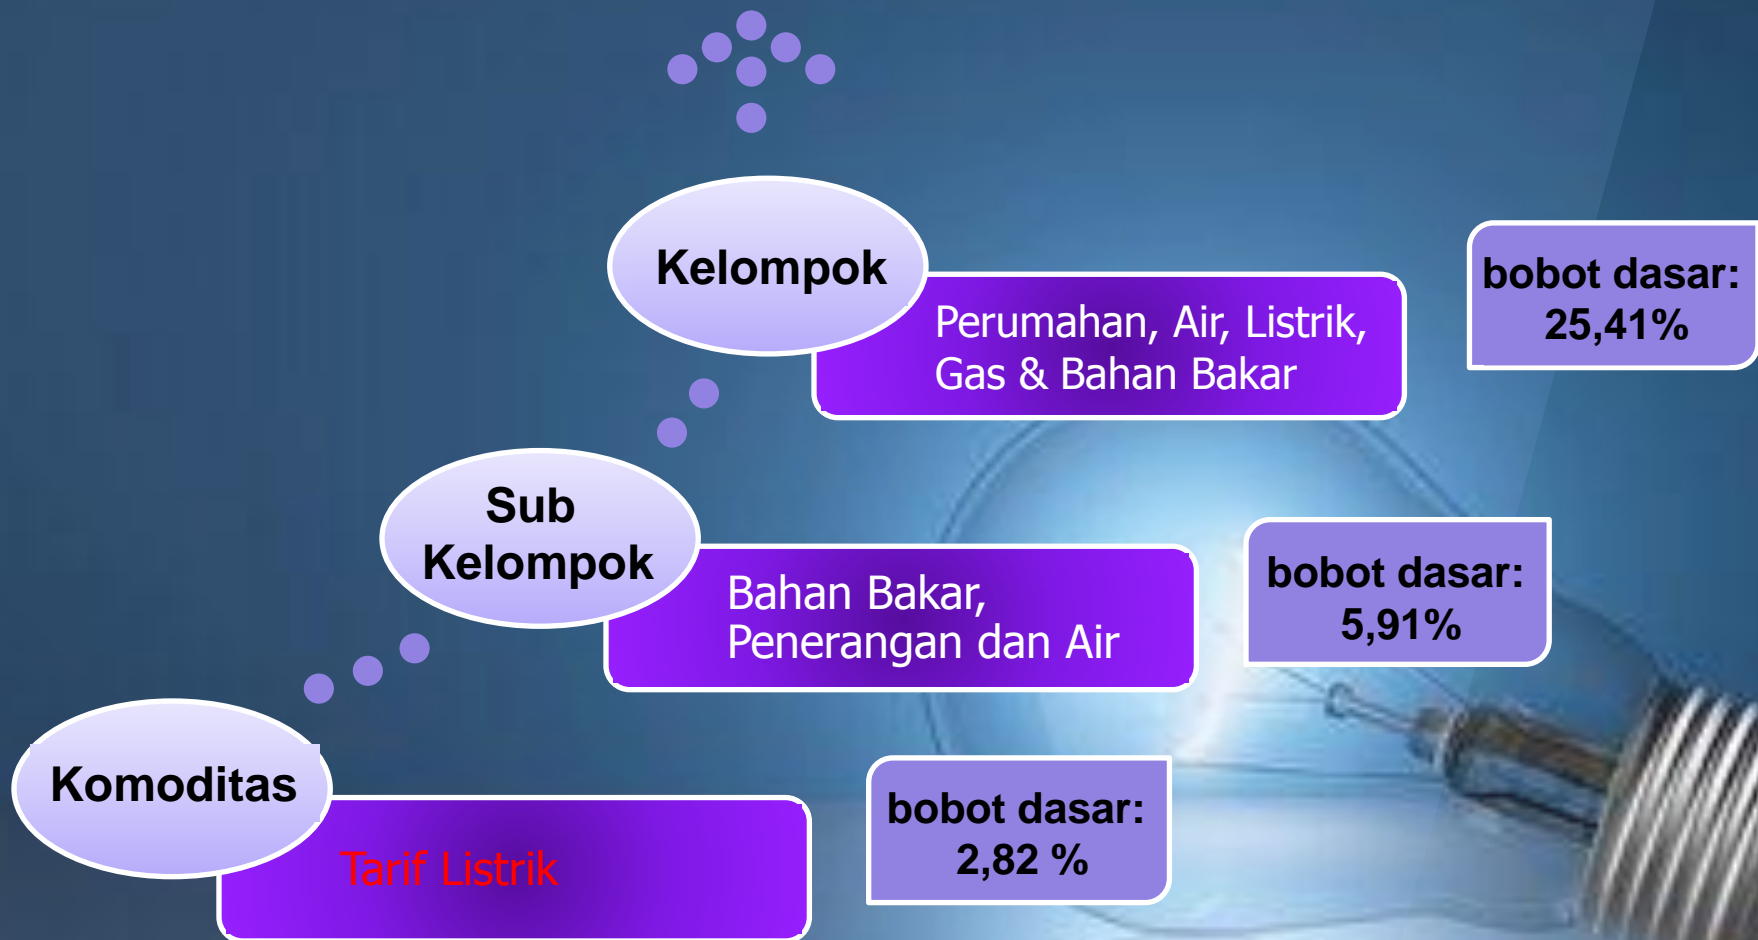 Kelompok
Perumahan, Air, Listrik,
Gas & Bahan Bakar
bobot dasar:
25,41%
Sub
Kelompok
Bahan Bakar,
Penerangan dan Air
bobot dasar:
5,91%
Komoditas
Tarif Listrik
bobot dasar:
2,82 %